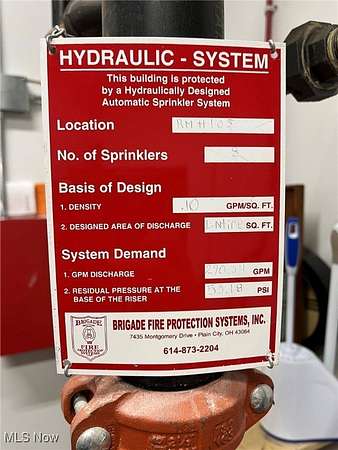 HYDRAULIC - SYSTEM
This building is protected
by a Hydraulically Designed
Automatic Sprinkler System
Location
No. of Sprinklers
Basis of Design
1. DENSITY .10 GPM/SQ. FT.
2. DESIGNED AREA OF DISCHARGE Entire SQ. FT.
System Demand
1. GPM DISCHARGE GPM
2. RESIDUAL PRESSURE AT THE
BASE OF THE RISER PSI
BRIGADE
FIRE
BRIGADE FIRE PROTECTION SYSTEMS, INC.
7435 Montgomery Drive • Plain City, OH 43064
614-873-2204
MLS Now